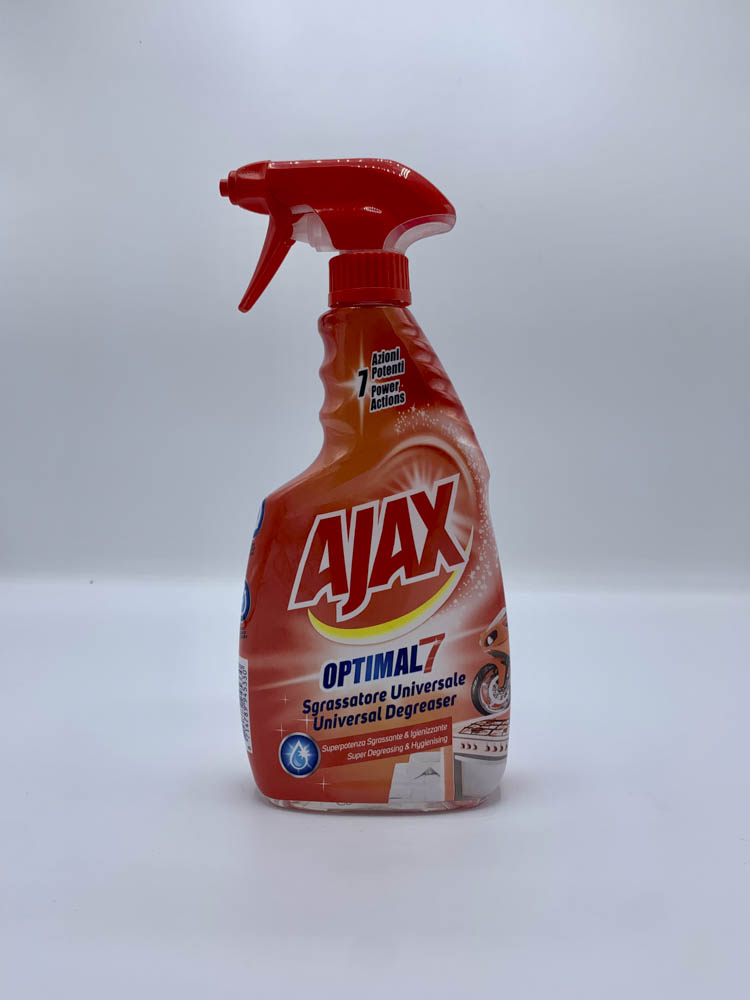 7
Azioni
Potenti
Power
Actions
AJAX
OPTIMAL7
Sgrassatore Universale
Universal Degreaser
Superpotenza Sgrassante & Igienizzante
Super Degreasing & Hygienising